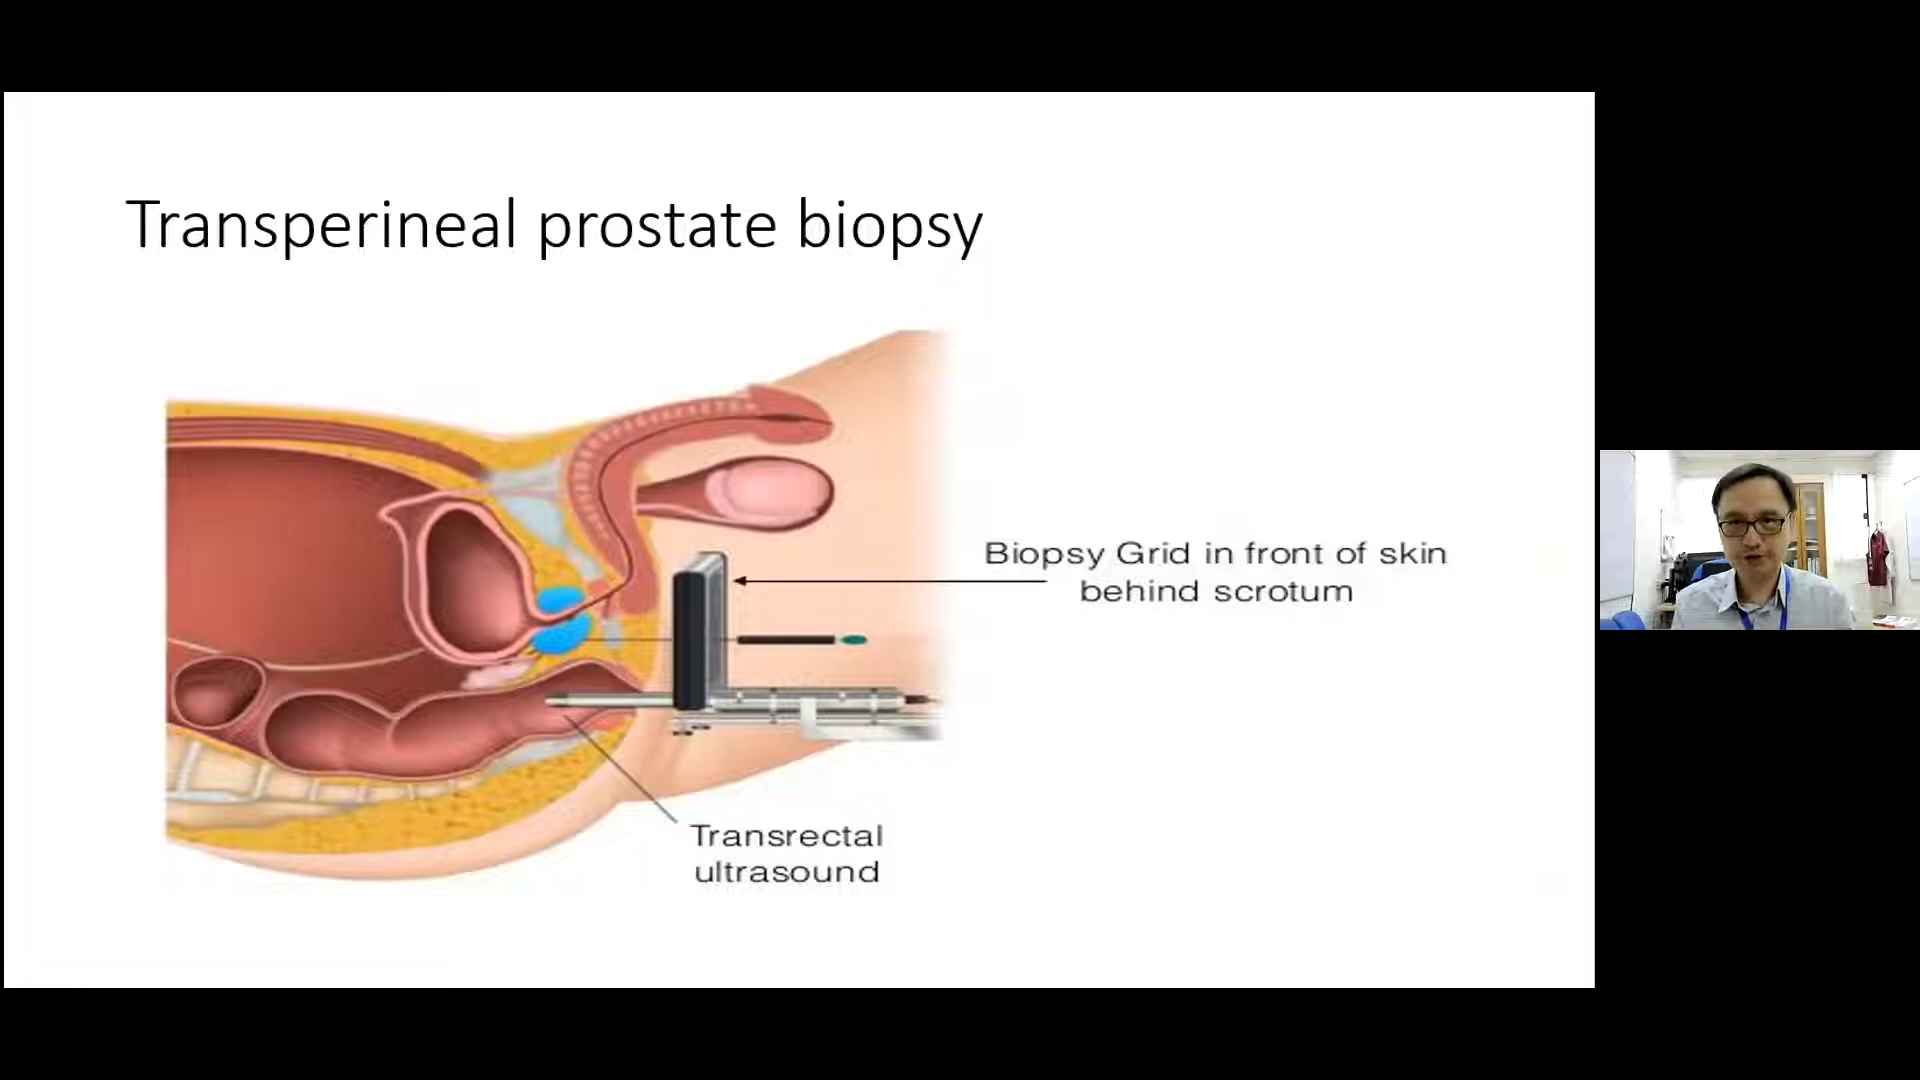 Transperineal prostate biopsy
Biopsy Grid in front of skin
behind scrotum
Transrectal
ultrasound